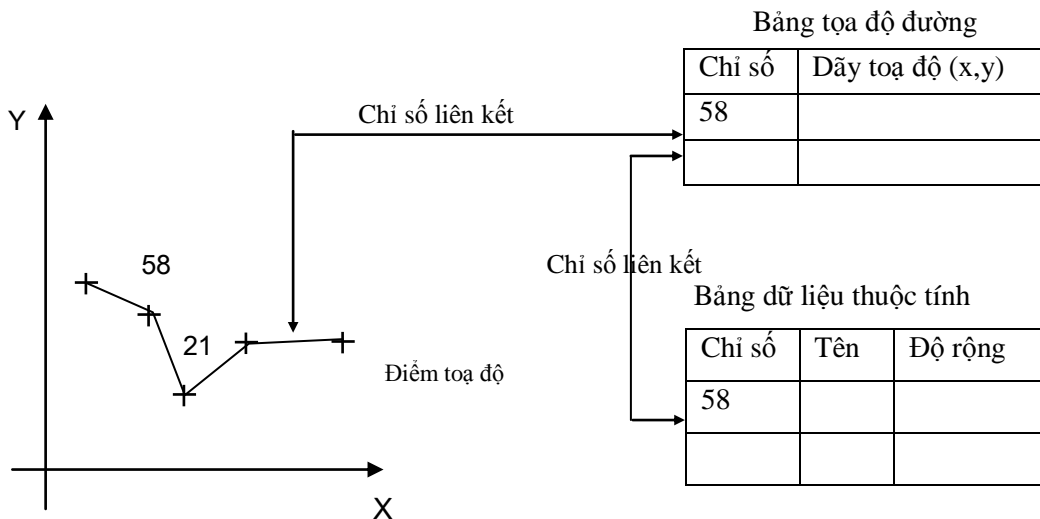 Bảng tọa độ đường
Chỉ số Dãy toạ độ (x,y)
58
Chỉ số liên kết
Y
58
21
Điểm toạ độ
X
Chỉ số liên kết
Bảng dữ liệu thuộc tính
Chỉ số Tên Độ rộng
58